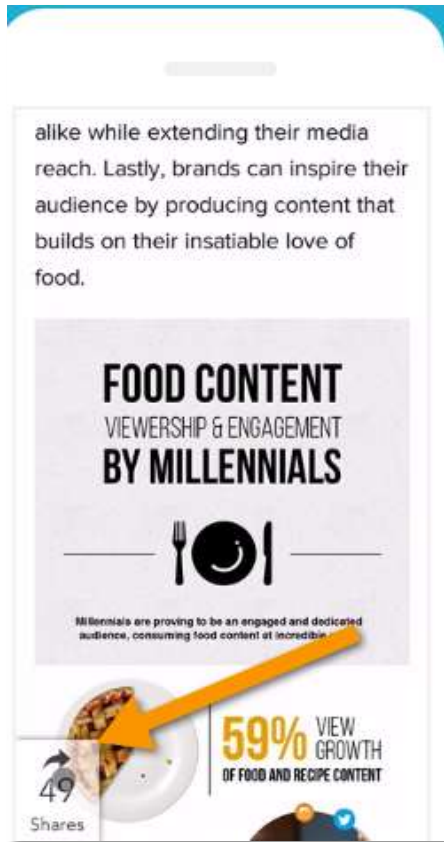 alike while extending their media
reach. Lastly, brands can inspire their
audience by producing content that
builds on their insatiable love of
food.
FOOD CONTENT
VIEWERSHIP & ENGAGEMENT
BY MILLENNIALS
Millennials are proving to be an engaged and dedicated
audience, consuming food content at incredible
59% VIEW
GROWTH
OF FOOD AND RECIPE CONTENT
49
Shares